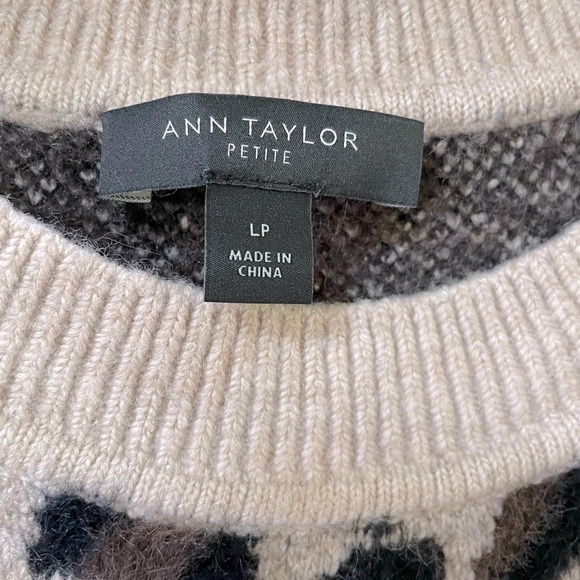 ANN TAYLOR
PETITE
LP
MADE IN
CHINA